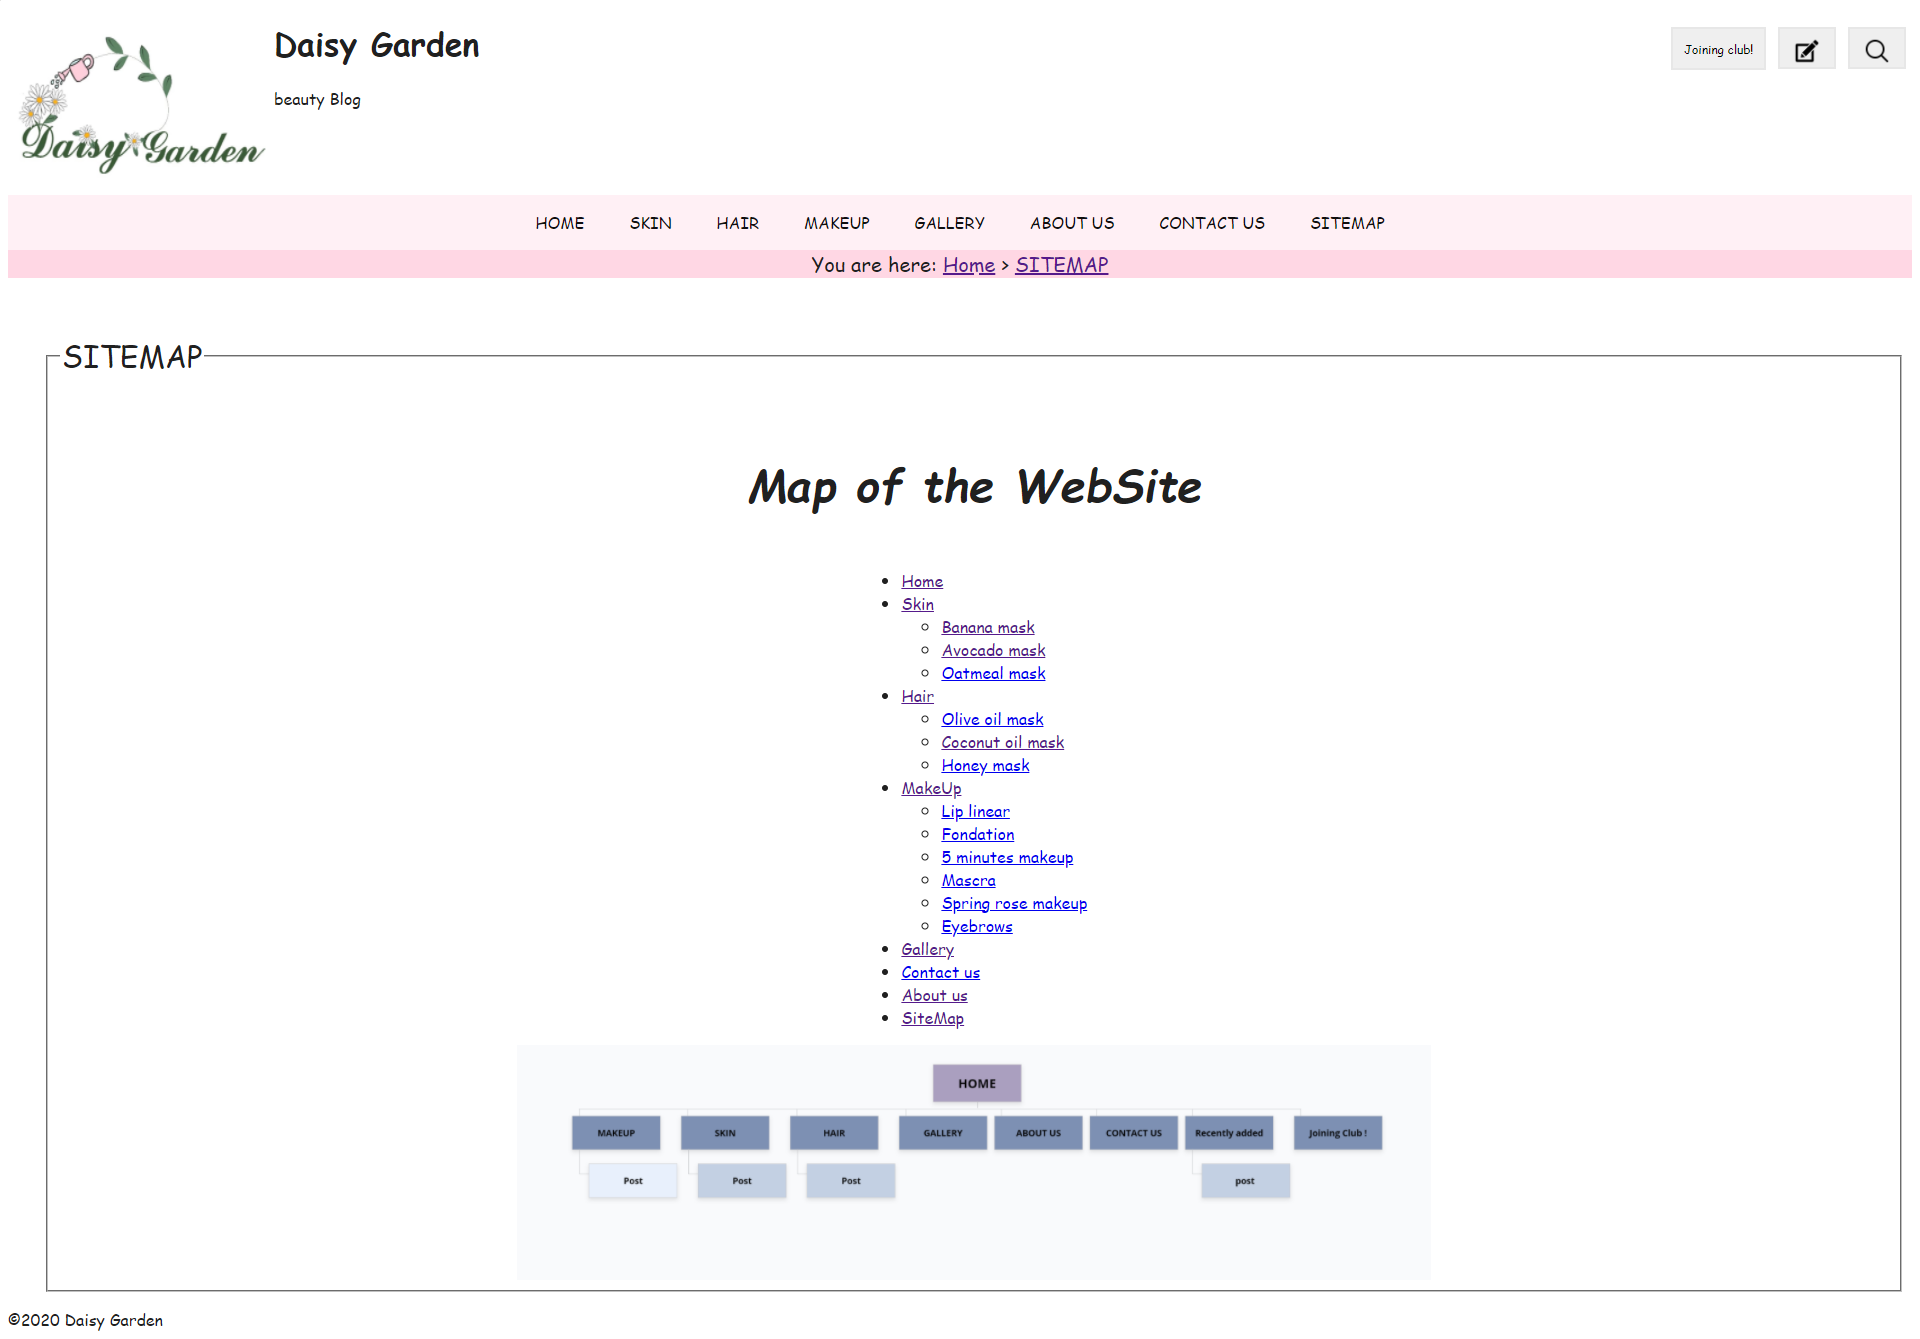 Daisy Garden
Daisy Garden
beauty Blog
Joining club!
HOME SKIN HAIR MAKEUP GALLERY ABOUT US CONTACT US SITEMAP
You are here: Home > SITEMAP
SITEMAP
Map of the WebSite
Home
Skin
Banana mask
Avocado mask
Oatmeal mask
Hair
Olive oil mask
Coconut oil mask
Honey mask
MakeUp
Lip linear
Fondation
5 minutes makeup
Mascra
Spring rose makeup
Eyebrows
Gallery
Contact us
About us
SiteMap
HOME
MAKEUP SKIN HAIR GALLERY ABOUT US CONTACT US Recently added Joining Club !
Post Post Post post
©2020 Daisy Garden